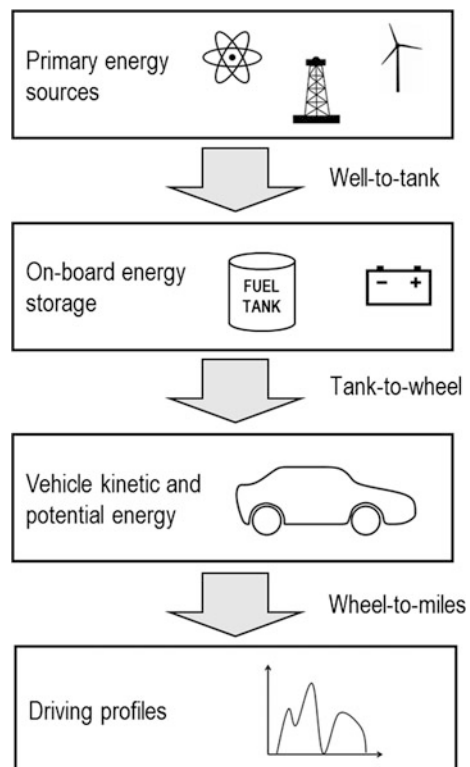 Primary energy
sources
Well-to-tank
On-board energy
storage
FUEL
TANK
− +
Tank-to-wheel
Vehicle kinetic and
potential energy
Wheel-to-miles
Driving profiles